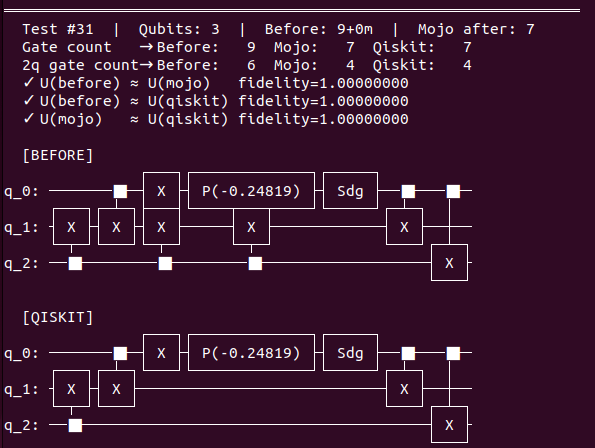 Test #31 | Qubits: 3 | Before: 9+0m | Mojo after: 7
Gate count →Before: 9 Mojo: 7 Qiskit: 7
2q gate count→Before: 6 Mojo: 4 Qiskit: 4
✓ U(before) ≈ U(mojo) fidelity=1.00000000
✓ U(before) ≈ U(qiskit) fidelity=1.00000000
✓ U(mojo) ≈ U(qiskit) fidelity=1.00000000
[BEFORE]
q_0: X P(-0.24819) Sdg
q_1: X X X X X
q_2: X
[QISKIT]
q_0: X P(-0.24819) Sdg
q_1: X X X
q_2: X